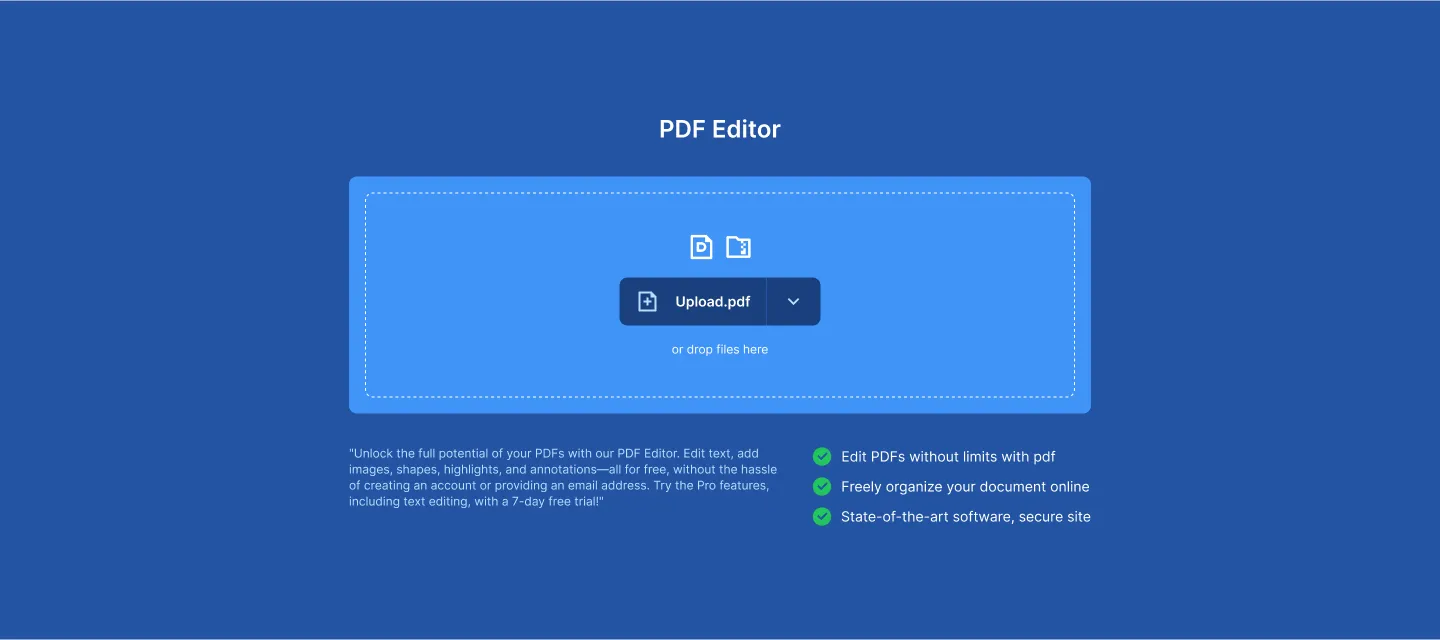 PDF Editor
Upload.pdf
or drop files here
"Unlock the full potential of your PDFs with our PDF Editor. Edit text, add
images, shapes, highlights, and annotations—all for free, without the hassle
of creating an account or providing an email address. Try the Pro features,
including text editing, with a 7-day free trial!"
Edit PDFs without limits with pdf
Freely organize your document online
State-of-the-art software, secure site